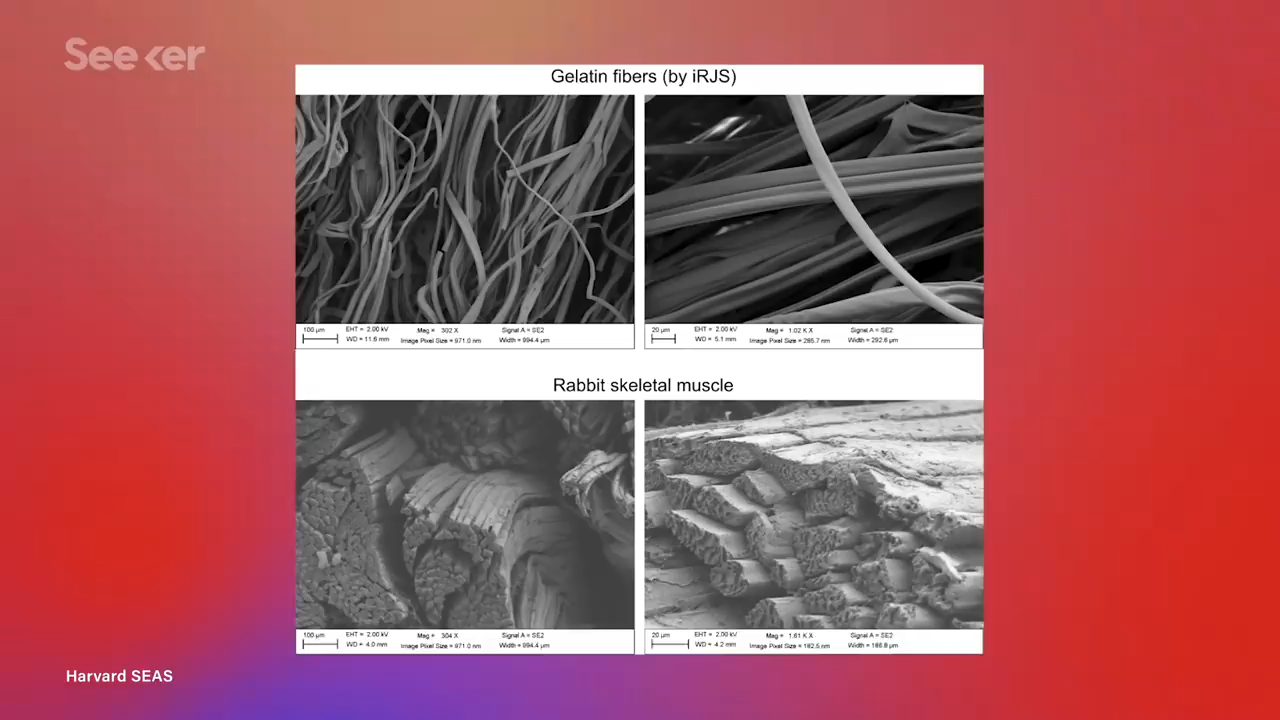 Seeker
Gelatin fibers (by iRJS)
100 µm EHT = 2.00 kV Mag = 302 X Signal A = SE2
WD = 11.6 mm Image Pixel Size = 971.0 nm Width = 994.4 µm
20 µm EHT = 2.00 kV Mag = 1.02 K X Signal A = SE2
WD = 5.1 mm Image Pixel Size = 285.7 nm Width = 292.6 µm
Rabbit skeletal muscle
100 µm EHT = 2.00 kV Mag = 304 X Signal A = SE2
WD = 4.0 mm Image Pixel Size = 971.0 nm Width = 994.4 µm
20 µm EHT = 2.00 kV Mag = 1.61 K X Signal A = SE2
WD = 4.2 mm Image Pixel Size = 182.5 nm Width = 186.8 µm
Harvard SEAS